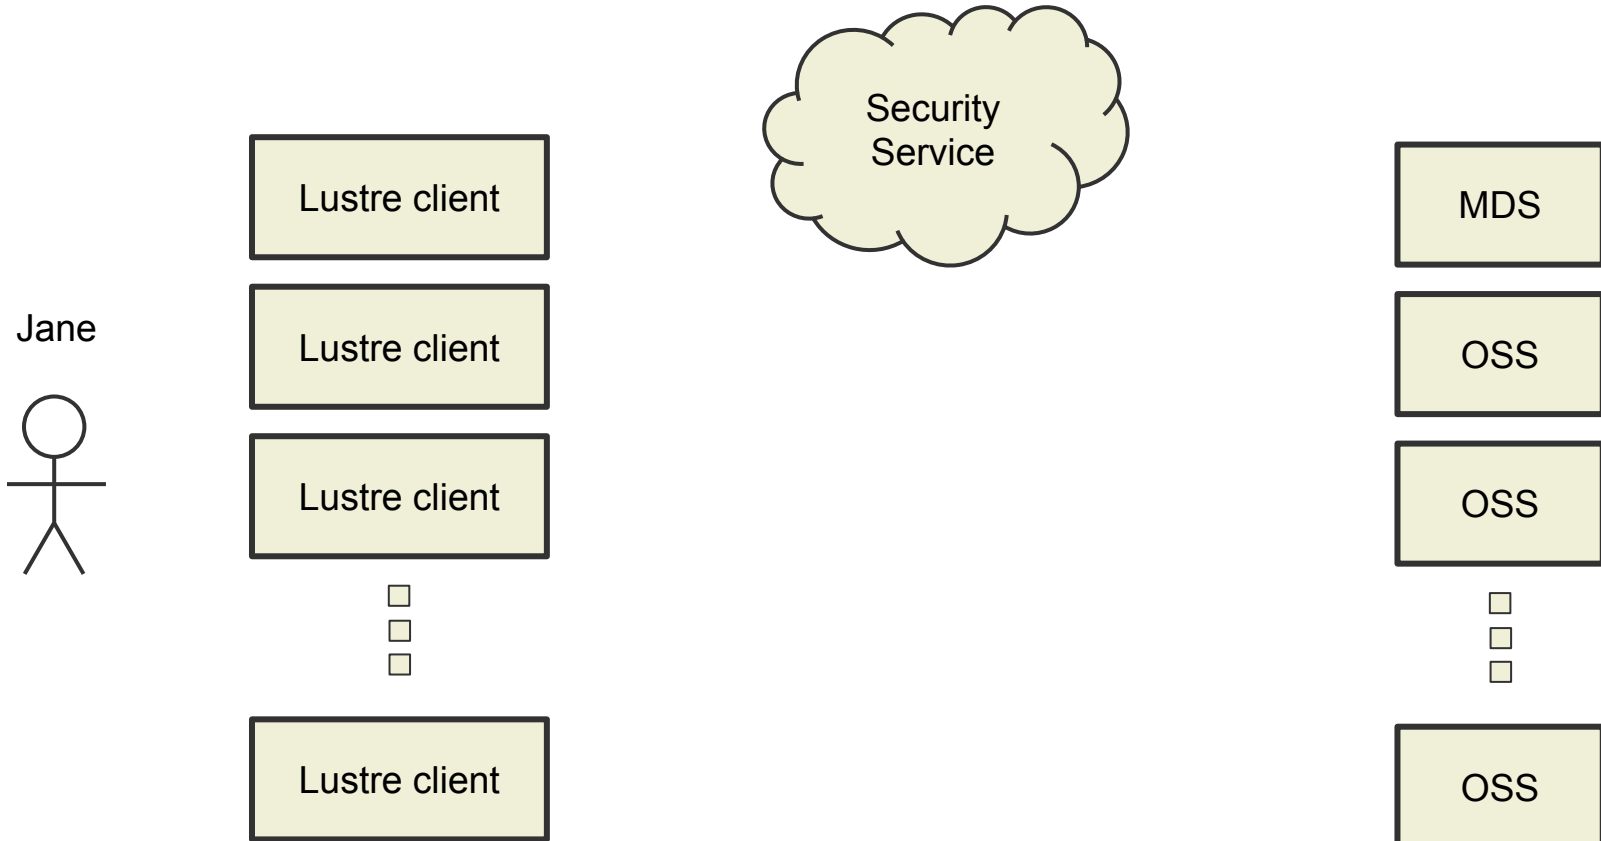 Security
Service
Lustre client
MDS
Jane
Lustre client
OSS
Lustre client
OSS
Lustre client
OSS